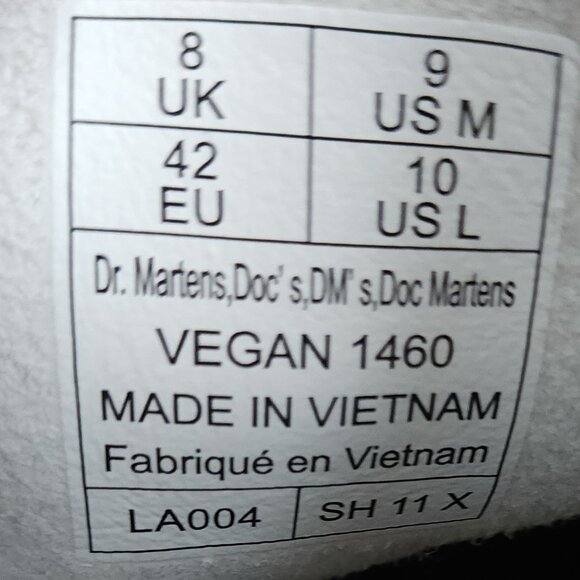 8 UK
9 US M
42 EU
10 US L
Dr. Martens,Doc' s,DM' s,Doc Martens
VEGAN 1460
MADE IN VIETNAM
Fabriqué en Vietnam
LA004
SH 11 X